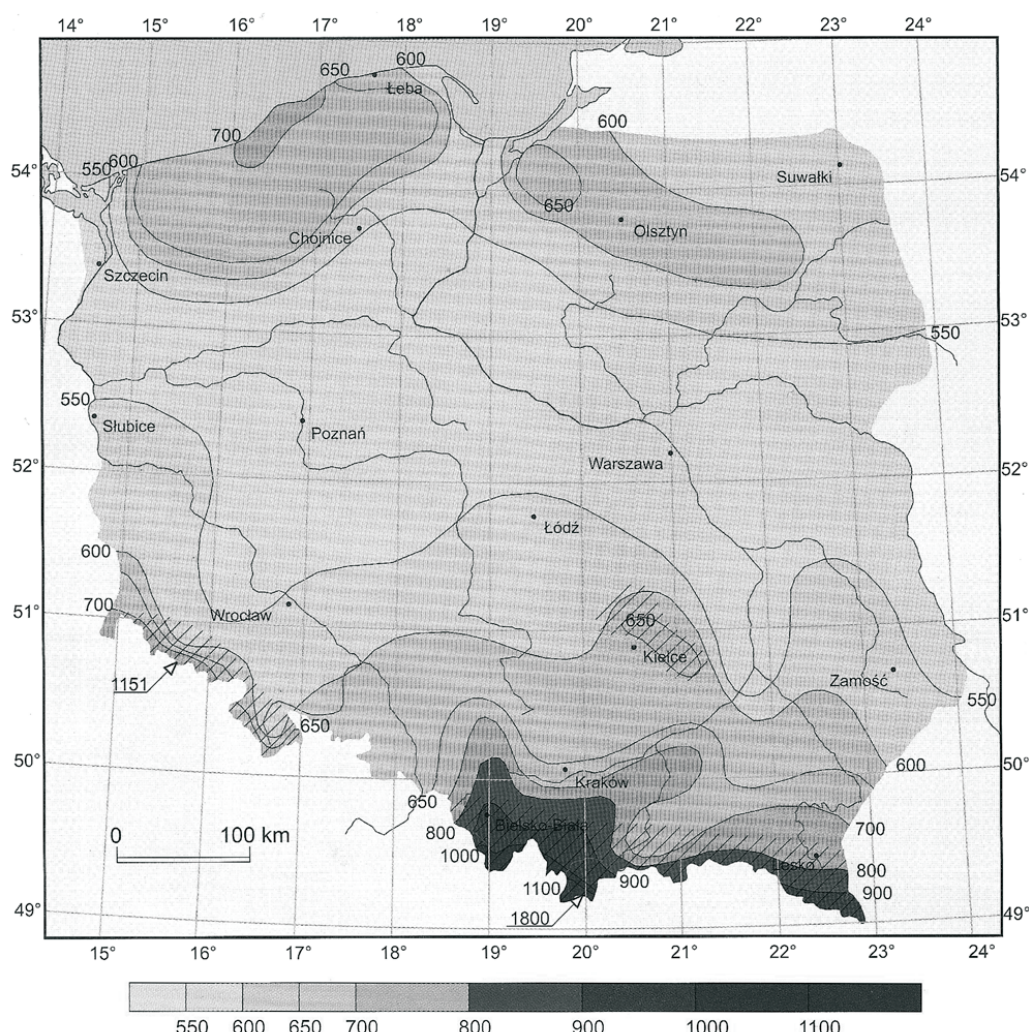 14° 15° 16° 17° 18° 19° 20° 21° 22° 23° 24°
600
650
Łeba
700
600
54°
550
600
Suwałki
54°
650
Olsztyn
Chojnice
Szczecin
53°
53°
550
550
Słubice
Poznań
52°
Warszawa
52°
Łódź
600
51°
700
Wrocław
650
51°
Kielce
1151
Zamość
550
650
50°
600
50°
Kraków
650
700
800
Bielsko-Biała
0 100 km
1000
Lesko
800
1100
900
900
1800
49°
49°
15° 16° 17° 18° 19° 20° 21° 22° 23° 24°
550 600 650 700 800 900 1000 1100